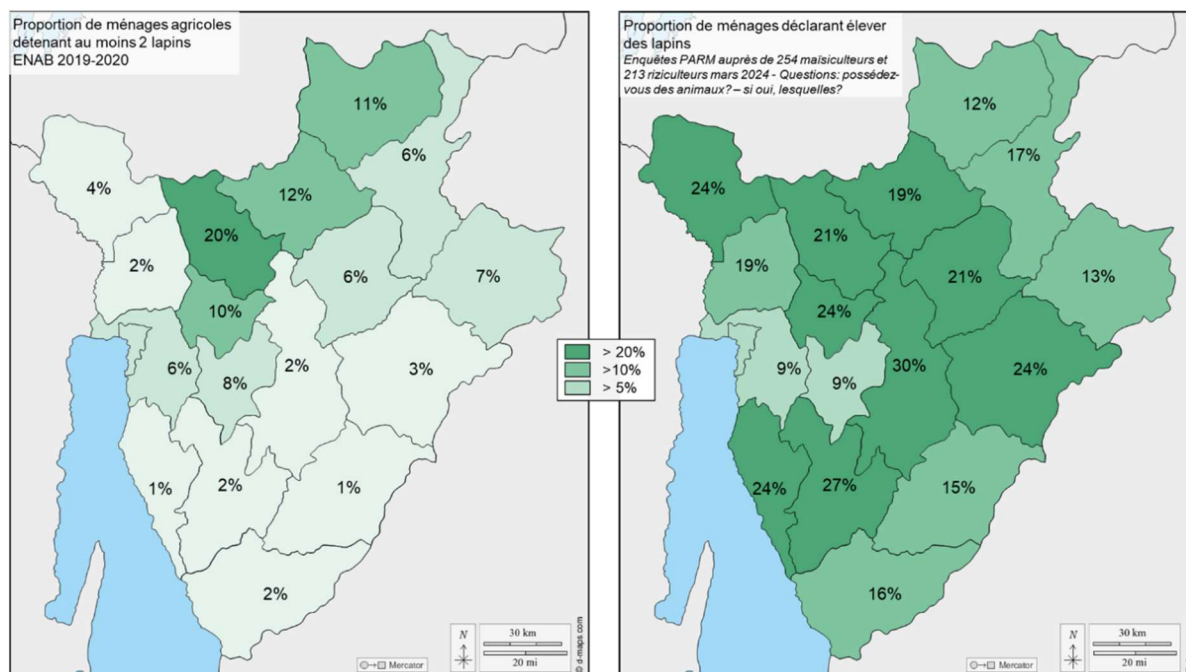 Proportion de ménages agricoles
détenant au moins 2 lapins
ENAB 2019-2020
11%
6%
4%
12%
20%
2%
6%
7%
10%
6%
8%
2%
3%
1%
2%
1%
2%
N
30 km
20 mi
Mercator
© d-maps.com
> 20%
>10%
> 5%
Proportion de ménages déclarant élever
des lapins
Enquêtes PARM auprès de 254 maïsiculteurs et
213 riziculteurs mars 2024 - Questions: possédez-
vous des animaux? – si oui, lesquelles?
12%
17%
24%
19%
21%
19%
21%
13%
24%
9%
9%
30%
24%
24%
27%
15%
16%
N
30 km
20 mi
Mercator